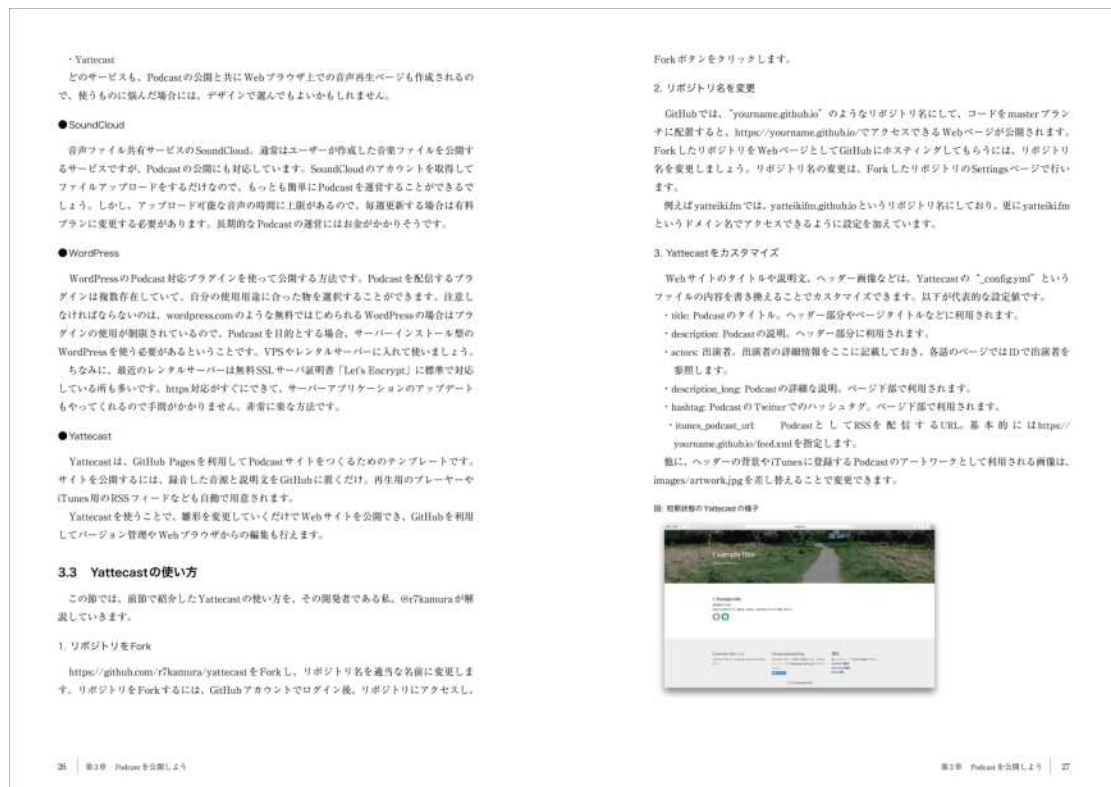 ・Yattecast
どのサービスも、Podcastの公開と共にWebブラウザ上での音声再生ページも作成されるの
で、使うものに悩んだ場合には、デザインで選んでもよいかもしれません。
●SoundCloud
音声ファイル共有サービスのSoundCloud。通常はユーザーが作成した音楽ファイルを公開す
るサービスですが、Podcastの公開にも対応しています。SoundCloudのアカウントを取得して
ファイルアップロードをするだけなので、もっとも簡単にPodcastを運営することができるで
しょう。しかし、アップロード可能な音声の時間に上限があるので、毎週更新する場合は有料
プランに変更する必要があります。長期的なPodcastの運営にはお金がかかりそうです。
●WordPress
WordPressのPodcast対応プラグインを使って公開する方法です。Podcastを配信するプラ
グインは複数存在していて、自分の使用用途に合った物を選択することができます。注意し
なければならないのは、wordpress.comのような無料ではじめられるWordPressの場合はプラ
グインの使用が制限されているので、Podcastを目的とする場合、サーバーインストール型の
WordPressを使う必要があるということです。VPSやレンタルサーバーに入れて使いましょう。
ちなみに、最近のレンタルサーバーは無料SSLサーバ証明書「Let's Encrypt」に標準で対応
している所も多いです。https対応がすぐにできて、サーバーアプリケーションのアップデート
もやってくれるので手間がかかりません。非常に楽な方法です。
●Yattecast
Yattecastは、GitHub Pagesを利用してPodcastサイトをつくるためのテンプレートです。
サイトを公開するには、録音した音源と説明文をGitHubに置くだけ。再生用のプレーヤーや
iTunes用のRSSフィードなども自動で用意されます。
Yattecastを使うことで、雛形を変更していくだけでWebサイトを公開でき、GitHubを利用
してバージョン管理やWebブラウザからの編集も行えます。
3.3 Yattecastの使い方
この節では、前節で紹介したYattecastの使い方を、その開発者である私、@r7kamuraが解
説していきます。
1. リポジトリをFork
https://github.com/r7kamura/yattecastをForkし、リポジトリ名を適当な名前に変更しま
す。リポジトリをForkするには、GitHubアカウントでログイン後、リポジトリにアクセスし、
26 第3章 Podcastを公開しよう
Forkボタンをクリックします。
2. リポジトリ名を変更
GitHubでは、"yourname.github.io" のようなリポジトリ名にして、コードをmasterブラン
チに配置すると、https://yourname.github.io/でアクセスできるWebページが公開されます。
ForkしたリポジトリをWebページとしてGitHubにホスティングしてもらうには、リポジトリ
名を変更しましょう。リポジトリ名の変更は、ForkしたリポジトリのSettingsページで行い
ます。
例えばyatteiki.fmでは、yatteikifm.github.ioというリポジトリ名にしており、更にyatteiki.fm
というドメイン名でアクセスできるように設定を加えています。
3. Yattecastをカスタマイズ
Webサイトのタイトルや説明文、ヘッダー画像などは、Yattecastの "_config.yml" という
ファイルの内容を書き換えることでカスタマイズできます。以下が代表的な設定値です。
・title: Podcastのタイトル。ヘッダー部分やページタイトルなどに利用されます。
・description: Podcastの説明。ヘッダー部分に利用されます。
・actors: 出演者。出演者の詳細情報をここに記載しておき、各話のページではIDで出演者を
参照します。
・description_long: Podcastの詳細な説明。ページ下部で利用されます。
・hashtag: PodcastのTwitterでのハッシュタグ。ページ下部で利用されます。
・itunes_podcast_url: PodcastとしてRSSを配信するURL。基本的にはhttps://
yourname.github.io/feed.xmlを指定します。
他に、ヘッダーの背景やiTunesに登録するPodcastのアートワークとして利用される画像は、
images/artwork.jpgを差し替えることで変更できます。
図: 初期状態のYattecastの様子
Example title
第3章 Podcastを公開しよう 27